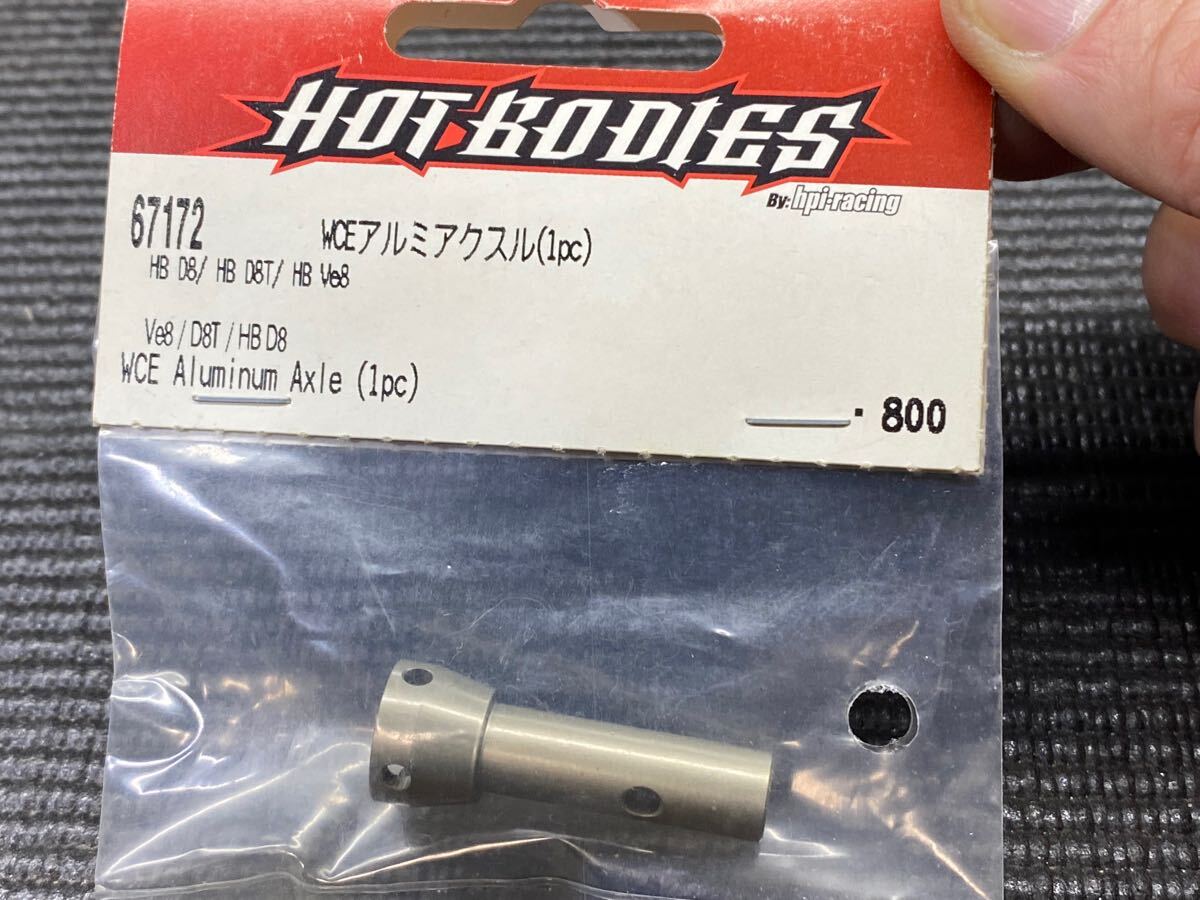 HOT BODIES
By: hpi-racing
67172 WCEアルミアクスル(1pc)
HB D8/ HB D8T/ HB Ve8
Ve8 / D8T / HB D8
WCE Aluminum Axle (1pc)
・800